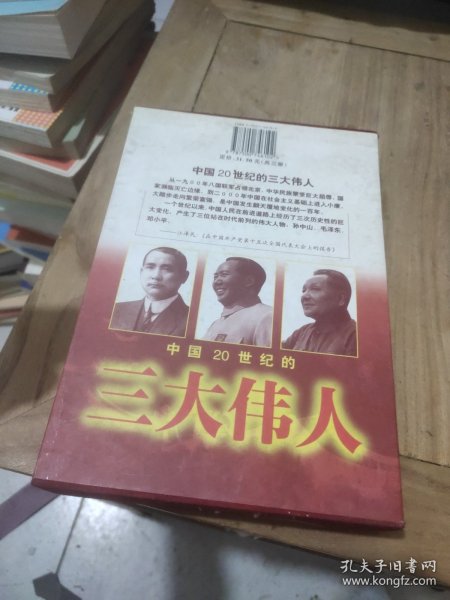 定价:31.50元(共三册)
中国20世纪的三大伟人
从一九00年八国联军占领北京,中华民族蒙受巨大屈辱,国
家濒临灭亡边缘,到二000年中国在社会主义基础上进入小康,
大踏步走向繁荣富强,是中国发生翻天覆地变化的一百年。
一个世纪以来,中国人民在前进道路上经历了三次历史性的巨
大变化,产生了三位站在时代前列的伟大人物:孙中山、毛泽东、
邓小平。
——江泽民:《在中国共产党第十五次全国代表大会上的报告》
中国20世纪的
三大伟人
孔夫子旧书网
www.kongfz.com